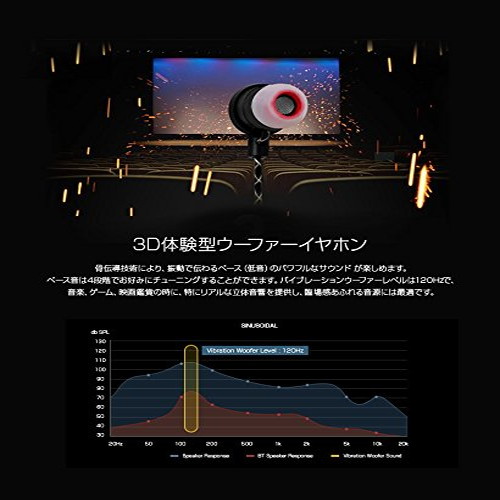 3D体験型ウーファーイヤホン
骨伝導技術により、振動で伝わるベース（低音）のパワフルなサウンド が楽しめます。
ベース音は4段階でお好みにチューニングすることができます。バイブレーションウーファーレベルは120Hzで、
音楽、ゲーム、映画鑑賞の時に、特にリアルな立体音響を提供し、臨場感あふれる音源には最適です。
SINUSOIDAL
db SPL
130
120
110
100
90
80
70
60
50
40
30
Vibration Woofer Level : 120Hz
20Hz 50 100 200 500 1k 2k 5k 10k 20k
Speaker Response BT Speaker Response Vibration Woofer Sound